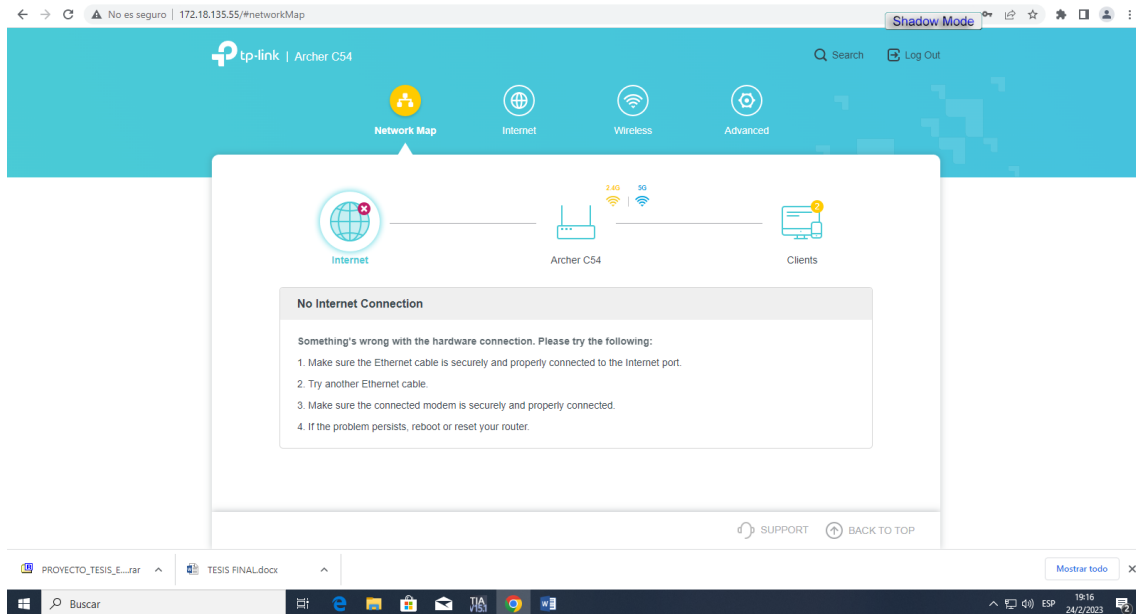 No es seguro | 172.18.135.55/#networkMap
Shadow Mode
tp-link | Archer C54
Search
Log Out
Network Map
Internet
Wireless
Advanced
2.4G
5G
2
Internet
Archer C54
Clients
No Internet Connection
Something's wrong with the hardware connection. Please try the following:
1. Make sure the Ethernet cable is securely and properly connected to the Internet port.
2. Try another Ethernet cable.
3. Make sure the connected modem is securely and properly connected.
4. If the problem persists, reboot or reset your router.
SUPPORT
BACK TO TOP
PROYECTO_TESIS_E....rar
TESIS FINAL.docx
Mostrar todo
Buscar
TIA
ESP
19:16
24/2/2023
2